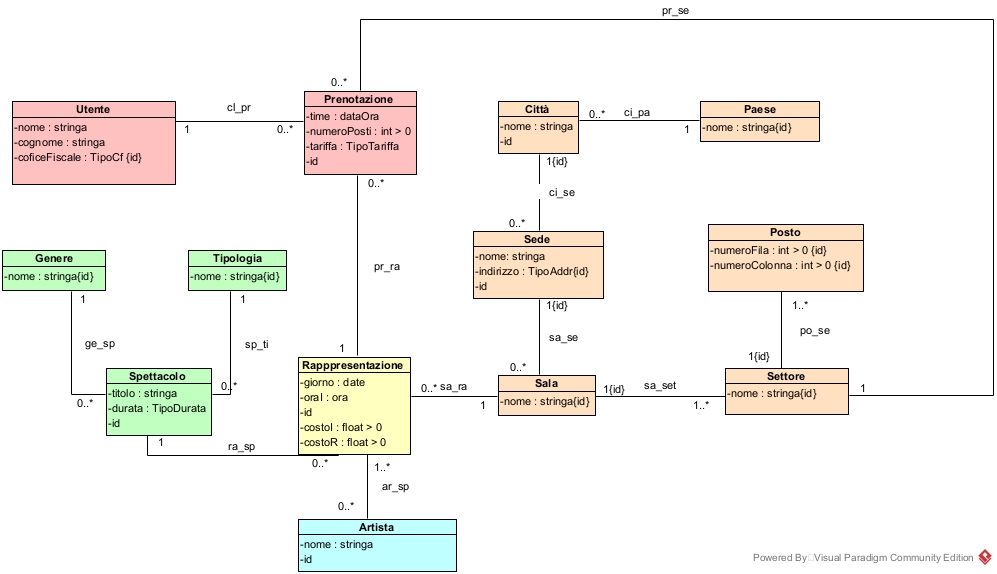 pr_se
0..*
Utente
-nome : stringa
-cognome : stringa
-coficeFiscale : TipoCf {id}
cl_pr
1
0..*
Prenotazione
-time : dataOra
-numeroPosti : int > 0
-tariffa : TipoTariffa
-id
0..*
Città
-nome : stringa
-id
0..*
ci_pa
1
Paese
-nome : stringa{id}
1{id}
ci_se
0..*
Sede
-nome: stringa
-indirizzo : TipoAddr{id}
-id
1{id}
sa_se
0..*
Posto
-numeroFila : int > 0 {id}
-numeroColonna : int > 0 {id}
1..*
po_se
1{id}
Genere
-nome : stringa{id}
1
ge_sp
0..*
Tipologia
-nome : stringa{id}
1
sp_ti
0..*
pr_ra
1
Spettacolo
-titolo : stringa
-durata : TipoDurata
-id
1
ra_sp
0..*
Rapppresentazione
-giorno : date
-oraI : ora
-id
-costoI : float > 0
-costoR : float > 0
0..*
sa_ra
1
Sala
-nome : stringa{id}
1{id}
sa_set
1..*
Settore
-nome : stringa{id}
1
1..*
ar_sp
0..*
Artista
-nome : stringa
-id
Powered By Visual Paradigm Community Edition